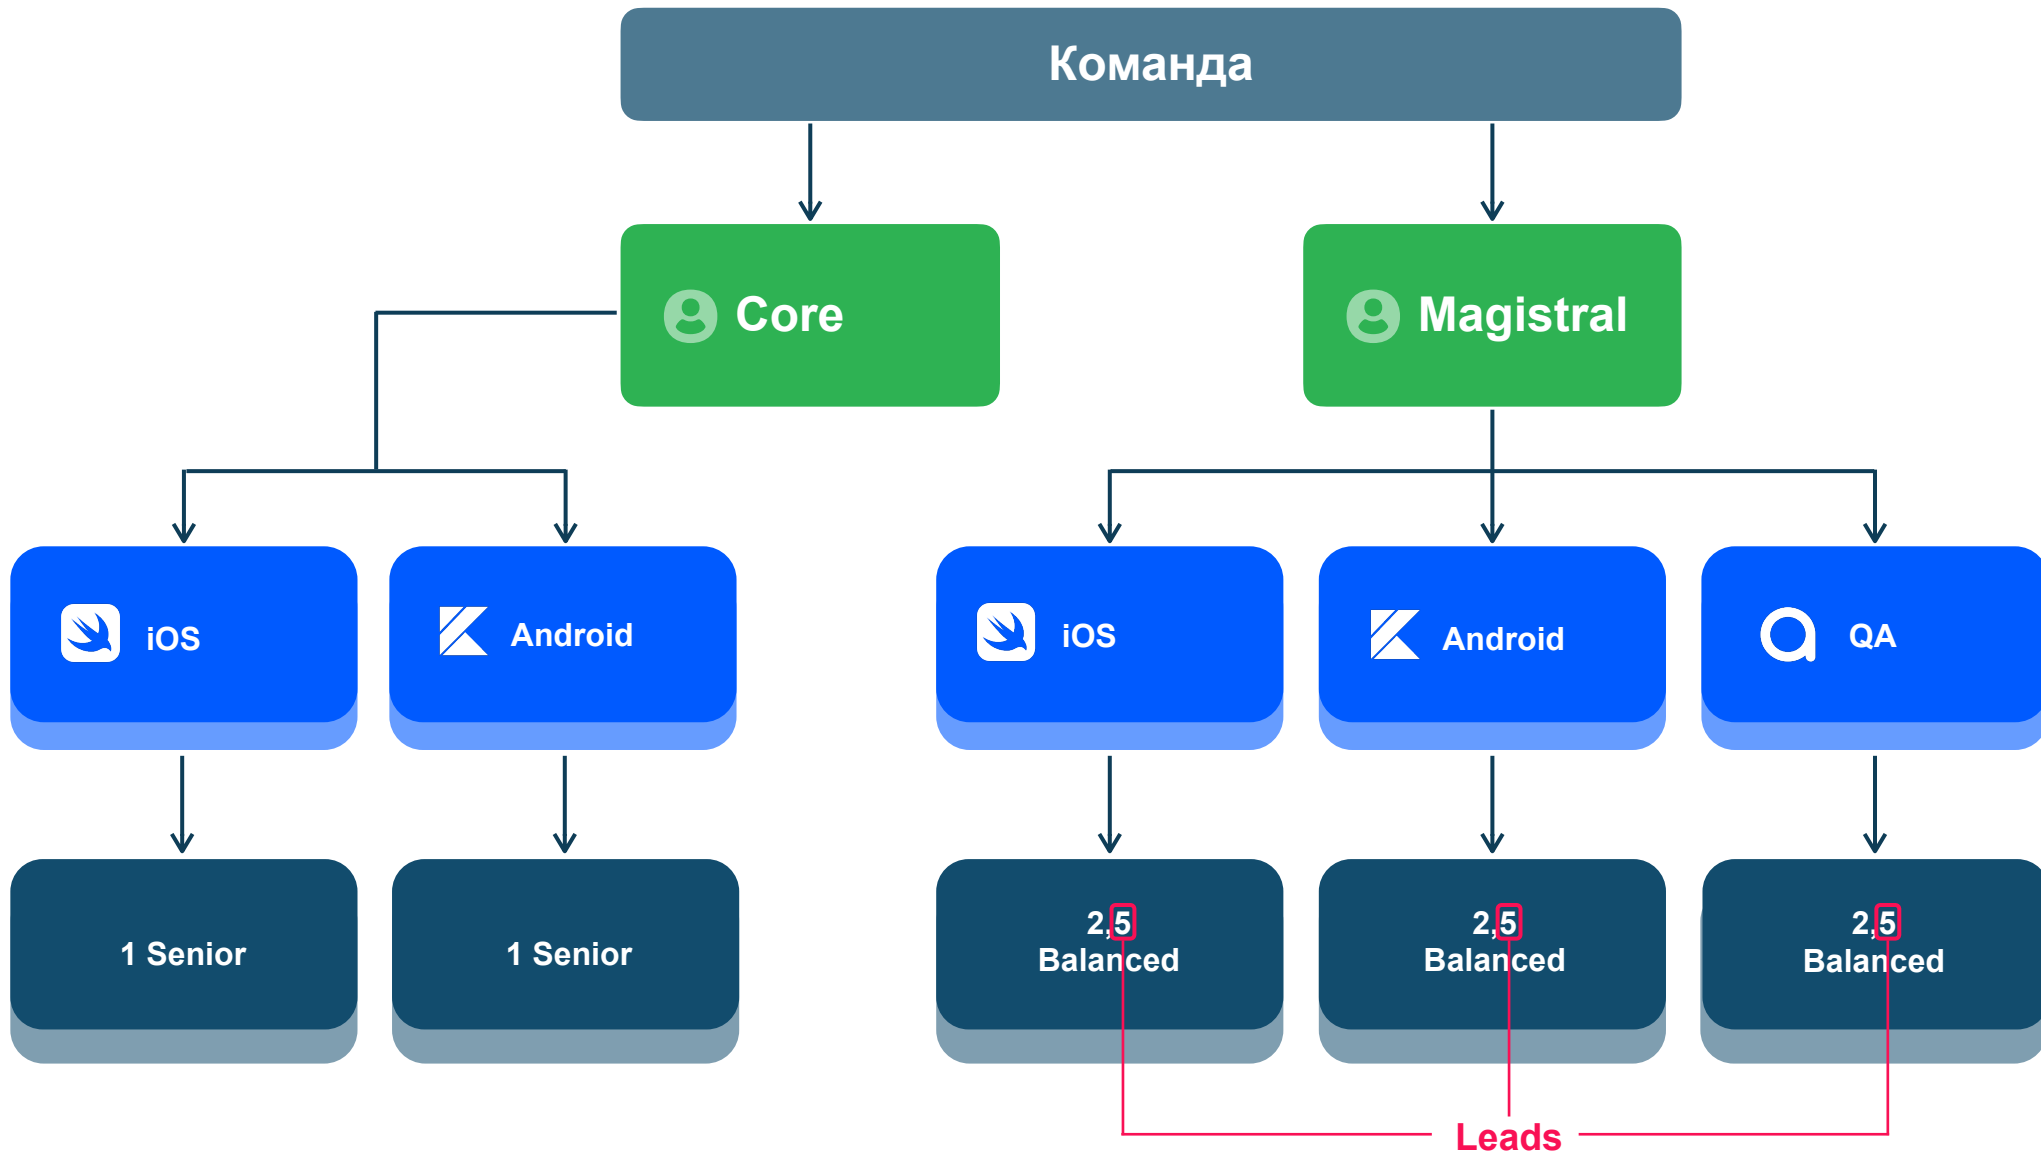 Команда
Core
Magistral
iOS
Android
iOS
Android
QA
1 Senior
1 Senior
2,5
Balanced
2,5
Balanced
2,5
Balanced
Leads